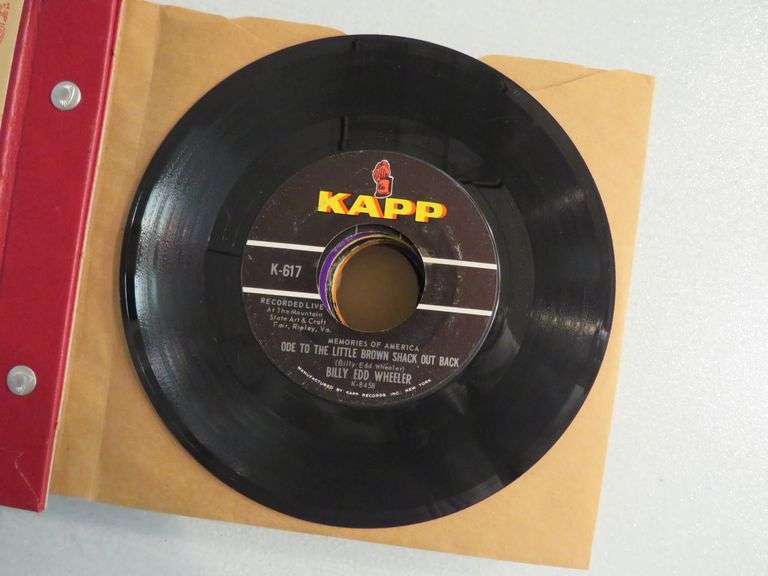 KAPP
K-617
RECORDED LIVE
At The Mountain
State Art & Craft
Fair, Ripley, Va.
MEMORIES OF AMERICA
ODE TO THE LITTLE BROWN SHACK OUT BACK
(Billy Edd Wheeler)
BILLY EDD WHEELER
K-8458
MANUFACTURED BY KAPP RECORDS, INC., NEW YORK